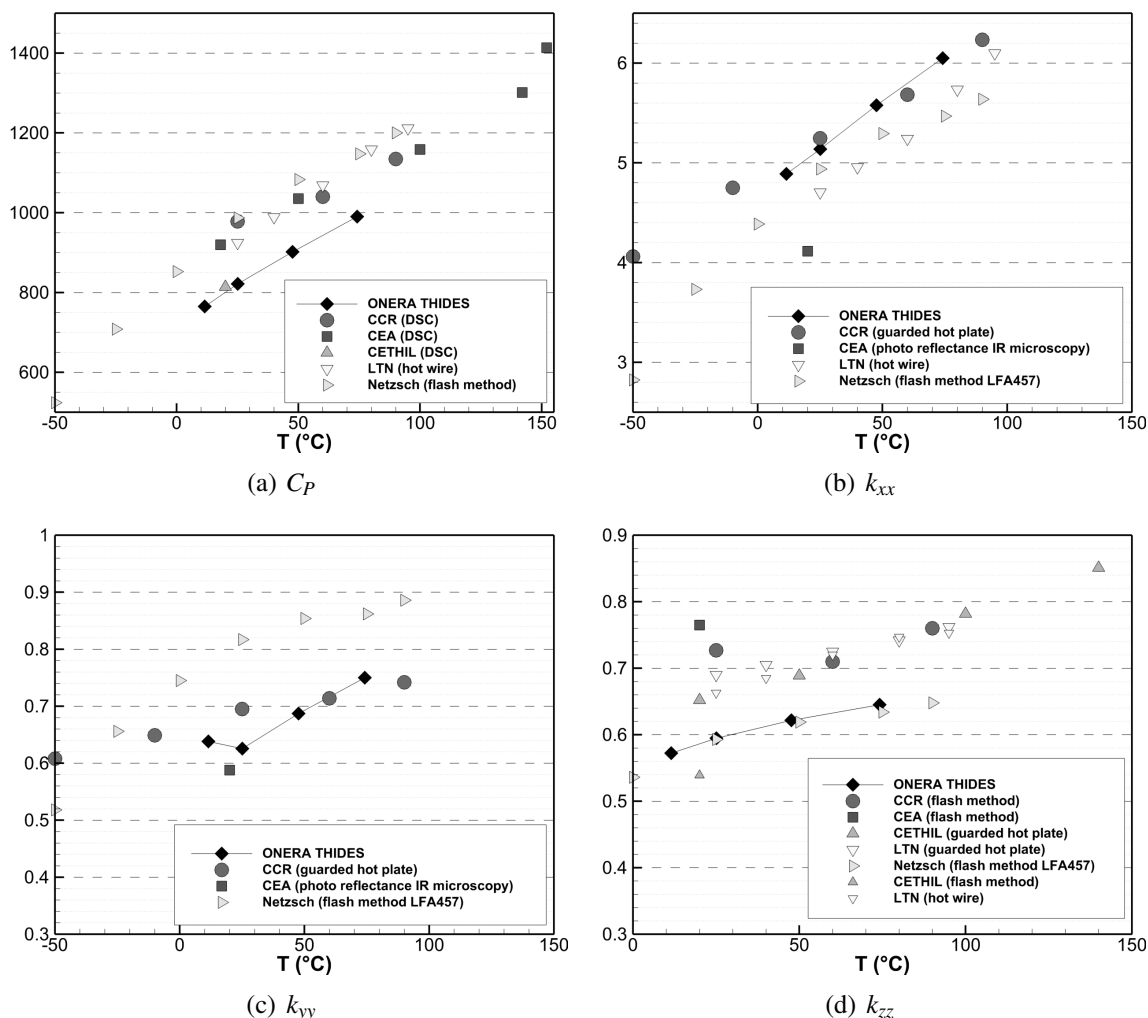 1400
1200
1000
800
600
-50 0 50 100 150
T (°C)
ONERA THIDES
CCR (DSC)
CEA (DSC)
CETHIL (DSC)
LTN (hot wire)
Netzsch (flash method)
(a) C_P
6
5
4
3
-50 0 50 100 150
T (°C)
ONERA THIDES
CCR (guarded hot plate)
CEA (photo reflectance IR microscopy)
LTN (hot wire)
Netzsch (flash method LFA457)
(b) k_xx
1
0.9
0.8
0.7
0.6
0.5
0.4
0.3
-50 0 50 100 150
T (°C)
ONERA THIDES
CCR (guarded hot plate)
CEA (photo reflectance IR microscopy)
Netzsch (flash method LFA457)
(c) k_yy
0.9
0.8
0.7
0.6
0.5
0.4
0.3
0 50 100 150
T (°C)
ONERA THIDES
CCR (flash method)
CEA (flash method)
CETHIL (guarded hot plate)
LTN (guarded hot plate)
Netzsch (flash method LFA457)
CETHIL (flash method)
LTN (hot wire)
(d) k_zz